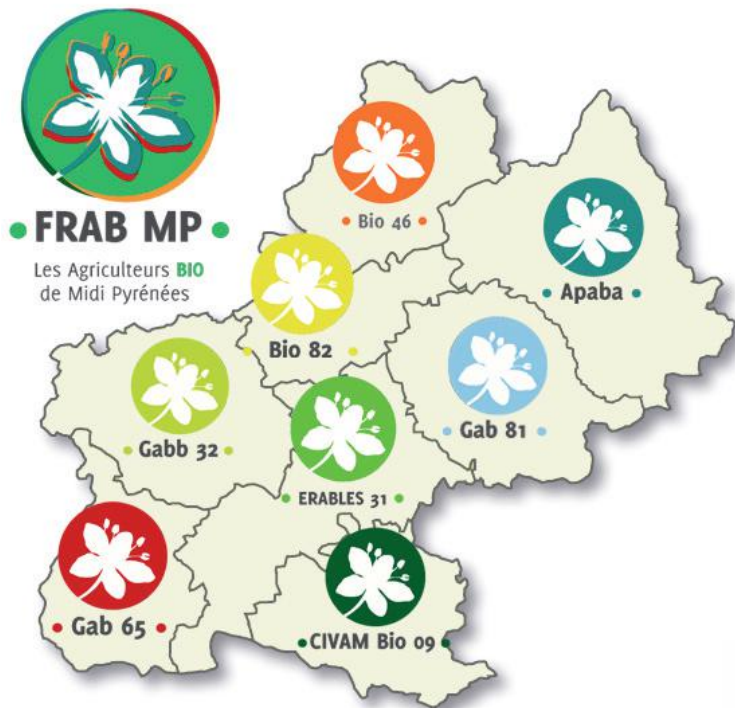 • FRAB MP •
Les Agriculteurs BIO
de Midi Pyrénées
• Bio 46 •
• Apaba •
• Bio 82 •
• Gab 81 •
• Gabb 32 •
• ERABLES 31 •
• Gab 65 •
• CIVAM Bio 09 •